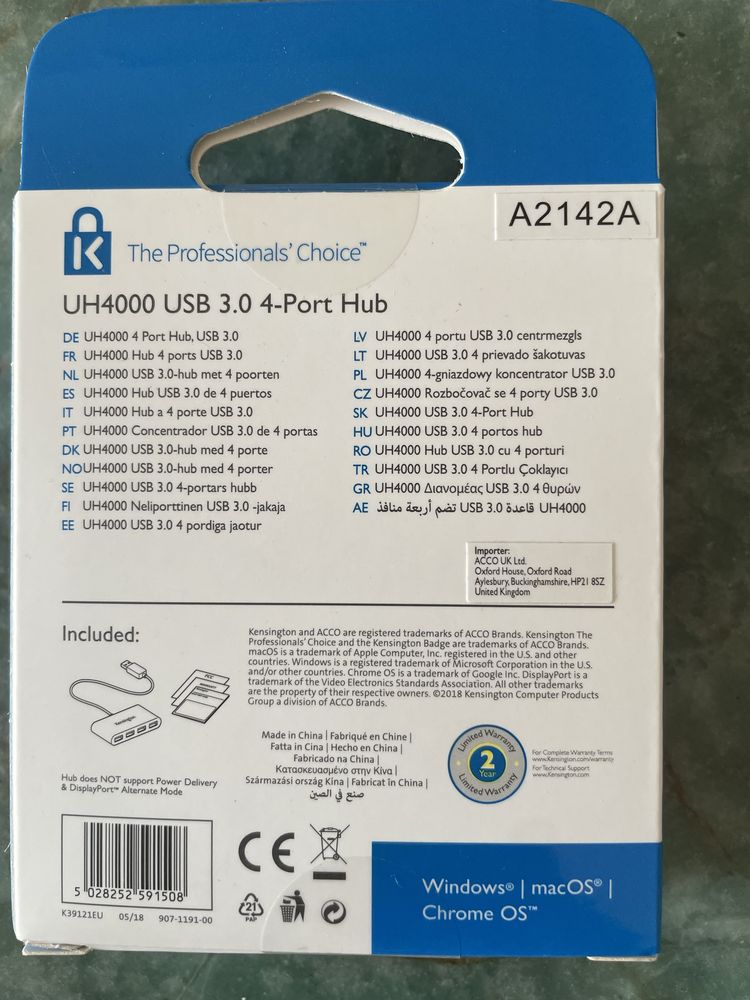 A2142A
K The Professionals' Choice™
UH4000 USB 3.0 4-Port Hub
DE UH4000 4 Port Hub, USB 3.0
FR UH4000 Hub 4 ports USB 3.0
NL UH4000 USB 3.0-hub met 4 poorten
ES UH4000 Hub USB 3.0 de 4 puertos
IT UH4000 Hub a 4 porte USB 3.0
PT UH4000 Concentrador USB 3.0 de 4 portas
DK UH4000 USB 3.0-hub med 4 porte
NO UH4000 USB 3.0-hub med 4 porter
SE UH4000 USB 3.0 4-portars hubb
FI UH4000 Neliporttinen USB 3.0 -jakaja
EE UH4000 USB 3.0 4 pordiga jaotur
LV UH4000 4 portu USB 3.0 centrmezgls
LT UH4000 USB 3.0 4 prievado šakotuvas
PL UH4000 4-gniazdowy koncentrator USB 3.0
CZ UH4000 Rozbočovač se 4 porty USB 3.0
SK UH4000 USB 3.0 4-Port Hub
HU UH4000 USB 3.0 4 portos hub
RO UH4000 Hub USB 3.0 cu 4 porturi
TR UH4000 USB 3.0 4 Portlu Çoklayıcı
GR UH4000 Διανομέας USB 3.0 4 θυρών
AE UH4000 قاعدة USB 3.0 تضم أربعة منافذ
Importer:
ACCO UK Ltd.
Oxford House, Oxford Road
Aylesbury, Buckinghamshire, HP21 8SZ
United Kingdom
Included:
Kensington
Kensington and ACCO are registered trademarks of ACCO Brands. Kensington The
Professionals' Choice and the Kensington Badge are trademarks of ACCO Brands.
macOS is a trademark of Apple Computer, Inc. registered in the U.S. and other
countries. Windows is a registered trademark of Microsoft Corporation in the U.S.
and/or other countries. Chrome OS is a trademark of Google Inc. DisplayPort is a
trademark of the Video Electronics Standards Association. All other trademarks
are the property of their respective owners. ©2018 Kensington Computer Products
Group a division of ACCO Brands.
Hub does NOT support Power Delivery
& DisplayPort™ Alternate Mode
Made in China | Fabriqué en Chine |
Fatta in Cina | Hecho en China |
Fabricado na China |
Κατασκευασμένο στην Κίνα |
Származási ország Kína | Fabricat în China |
صنع في الصين
Limited Warranty
2
Year
Limited Warranty
For Complete Warranty Terms
www.Kensington.com/warranty
For Technical Support
www.Kensington.com
5 028252 591508
K39121EU 05/18 907-1191-00
CE
21
PAP
Windows® | macOS® |
Chrome OS™